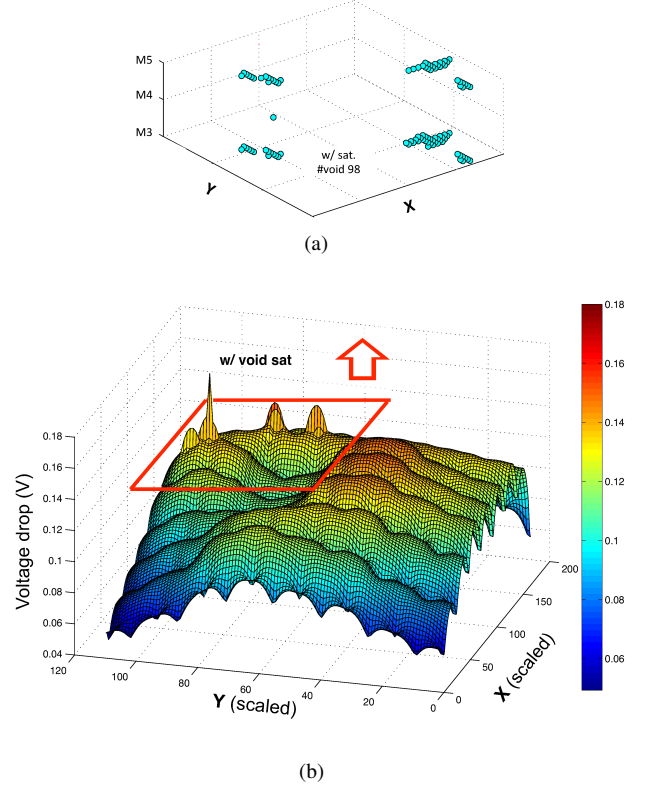 M5
M4
M3
w/ sat.
#void 98
Y
X
(a)
w/ void sat
0.18
0.16
0.14
0.12
0.1
0.08
0.06
0.18
0.16
0.14
0.12
0.1
0.08
0.06
0.04
Voltage drop (V)
120
100
80
60
40
20
0
Y (scaled)
0
50
100
150
200
X (scaled)
(b)